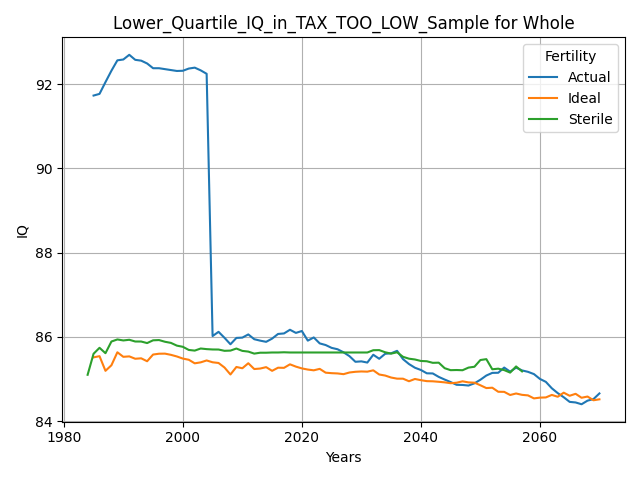 Lower_Quartile_IQ_in_TAX_TOO_LOW_Sample for Whole
Fertility
Actual
Ideal
Sterile
IQ
92
90
88
86
84
1980
2000
2020
2040
2060
Years